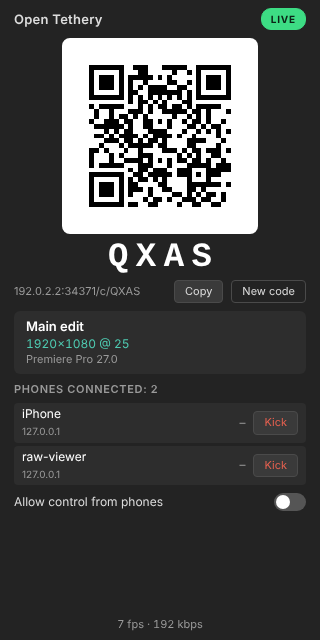 Open Tethery
LIVE
QXAS
192.0.2.2:34371/c/QXAS
Copy
New code
Main edit
1920×1080 @ 25
Premiere Pro 27.0
PHONES CONNECTED: 2
iPhone
127.0.0.1
–
Kick
raw-viewer
127.0.0.1
–
Kick
Allow control from phones
7 fps · 192 kbps